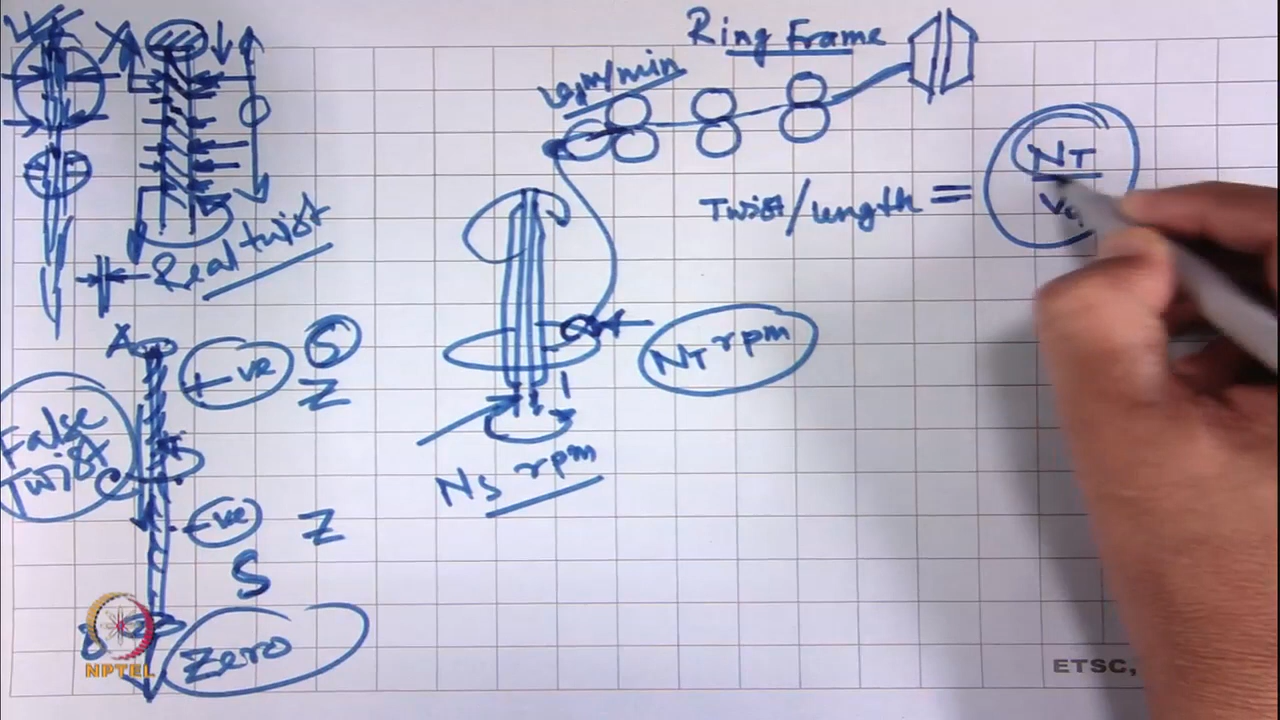 Ring Frame
m/min
Twist/length = NT
Real twist
A
+ve
S
Z
NT rpm
False
Twist
-ve
Z
S
NS rpm
B
Zero
NPTEL
ETSC,